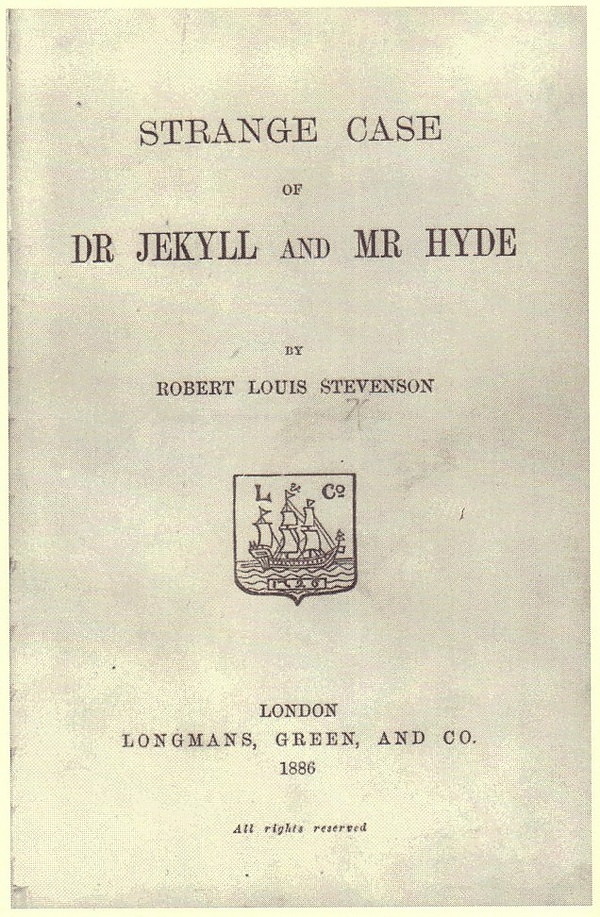 STRANGE CASE
OF
DR JEKYLL AND MR HYDE
BY
ROBERT LOUIS STEVENSON
L & Co
LONDON
LONGMANS, GREEN, AND CO.
1886
All rights reserved